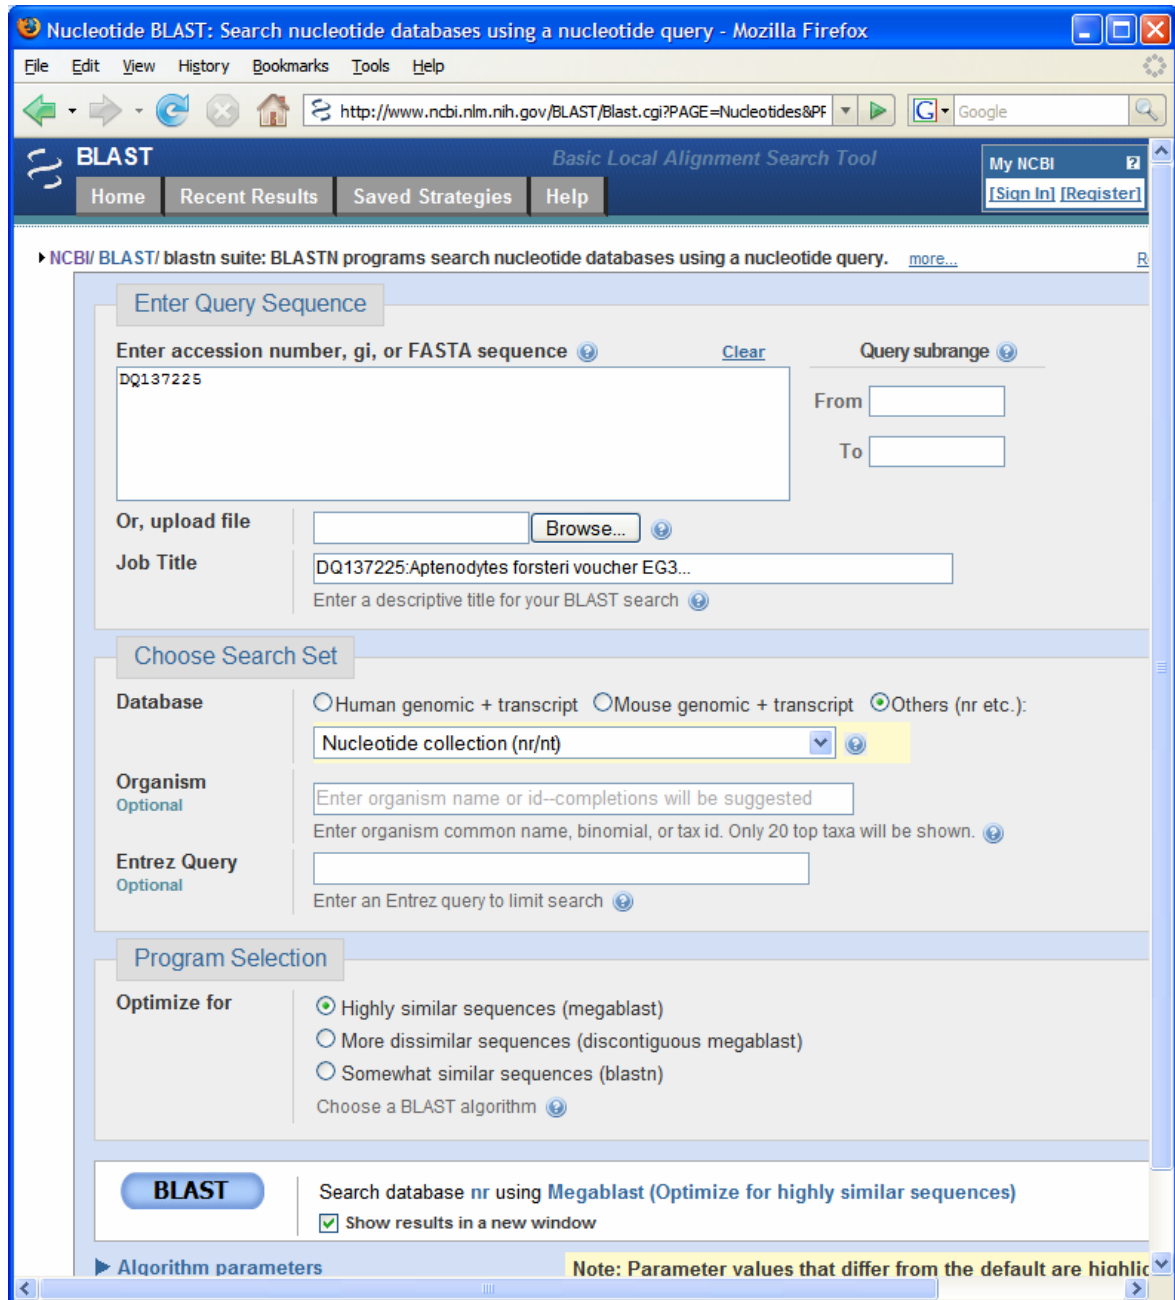 Nucleotide BLAST: Search nucleotide databases using a nucleotide query - Mozilla Firefox
File Edit View History Bookmarks Tools Help
http://www.ncbi.nlm.nih.gov/BLAST/Blast.cgi?PAGE=Nucleotides&PF
G Google
BLAST Basic Local Alignment Search Tool
My NCBI ?
Home Recent Results Saved Strategies Help
[Sign In] [Register]
NCBI/ BLAST/ blastn suite: BLASTN programs search nucleotide databases using a nucleotide query. more... R
Enter Query Sequence
Enter accession number, gi, or FASTA sequence ? Clear Query subrange ?
DQ137225
From
To
Or, upload file Browse... ?
Job Title DQ137225:Aptenodytes forsteri voucher EG3...
Enter a descriptive title for your BLAST search ?
Choose Search Set
Database Human genomic + transcript Mouse genomic + transcript Others (nr etc.):
Nucleotide collection (nr/nt) ?
Organism
Optional
Enter organism name or id--completions will be suggested
Enter organism common name, binomial, or tax id. Only 20 top taxa will be shown. ?
Entrez Query
Optional
Enter an Entrez query to limit search ?
Program Selection
Optimize for
Highly similar sequences (megablast)
More dissimilar sequences (discontiguous megablast)
Somewhat similar sequences (blastn)
Choose a BLAST algorithm ?
BLAST Search database nr using Megablast (Optimize for highly similar sequences)
Show results in a new window
Algorithm parameters Note: Parameter values that differ from the default are highlig